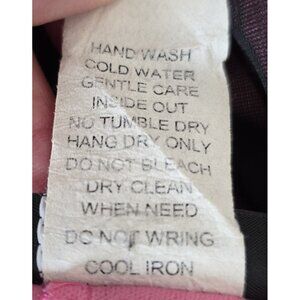 HAND WASH
COLD WATER
GENTLE CARE
INSIDE OUT
NO TUMBLE DRY
HANG DRY ONLY
DO NOT BLEACH
DRY CLEAN
WHEN NEED
DO NOT WRING
COOL IRON